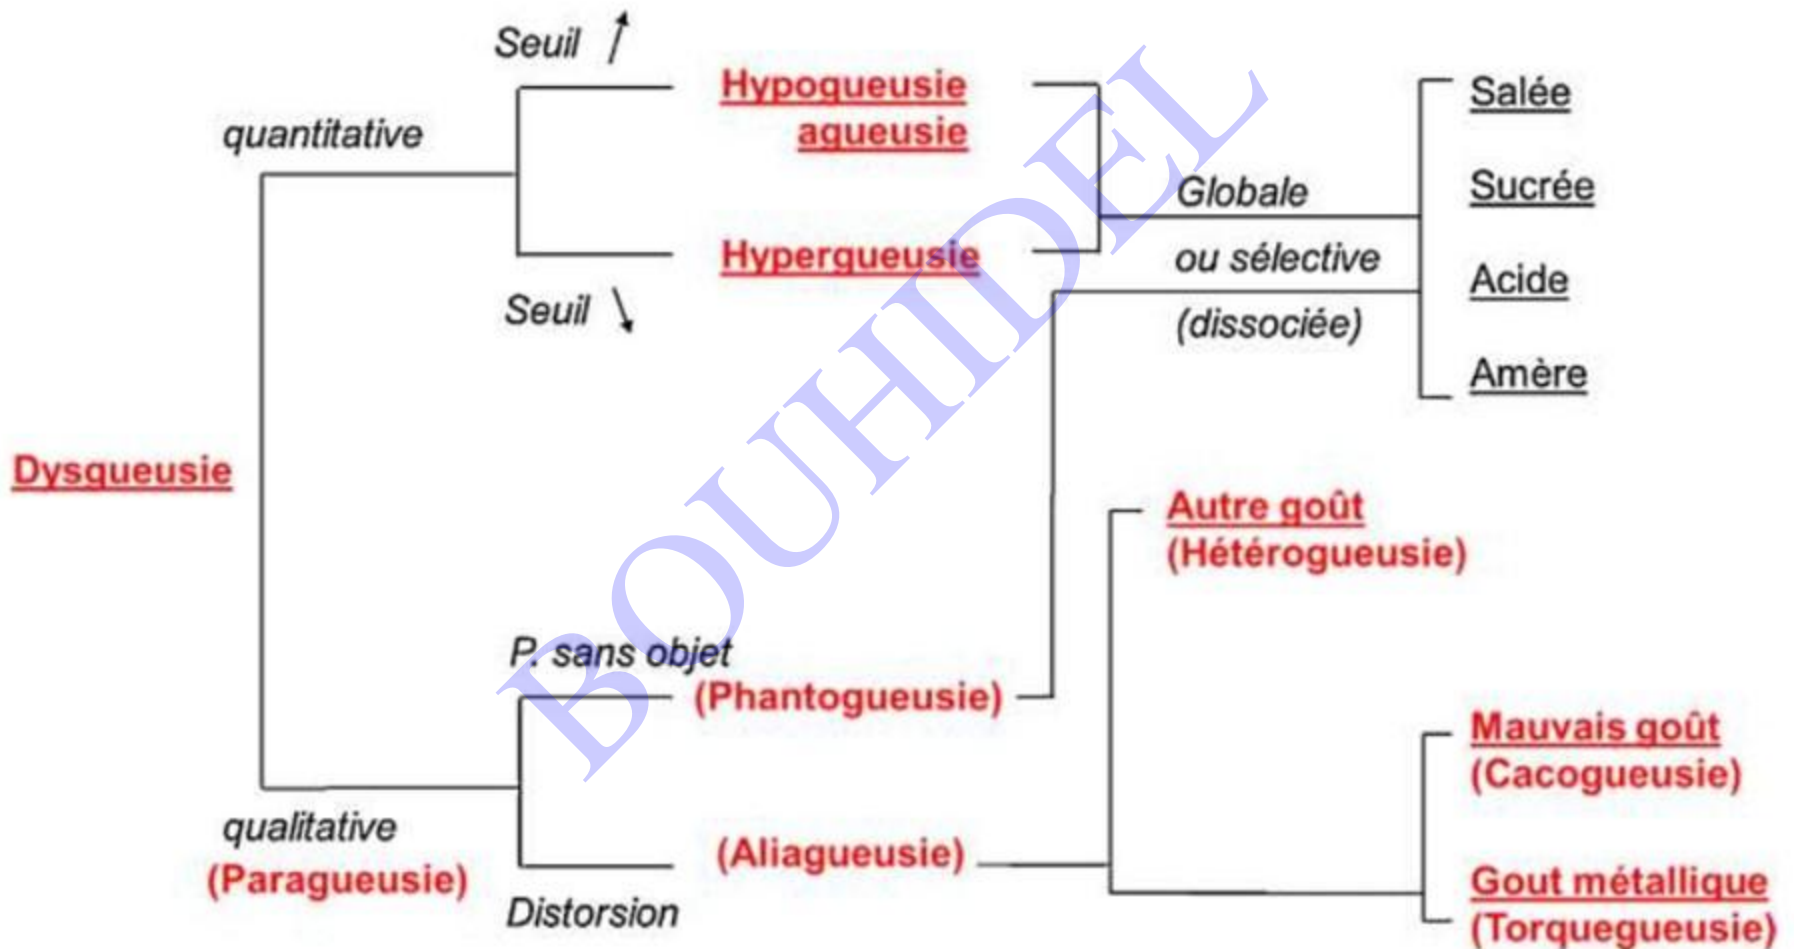 Seuil ↗
Hypogueusie
agueusie
quantitative
Globale
Hypergueusie
ou sélective
Seuil ↘
(dissociée)
Salée
Sucrée
Acide
Amère
Dysgueusie
Autre goût
(Hétérogueusie)
P. sans objet
(Phantogueusie)
Mauvais goût
(Cacogueusie)
qualitative
(Paragueusie)
(Aliagueusie)
Distorsion
Gout métallique
(Torquegueusie)
BOUHIDEL